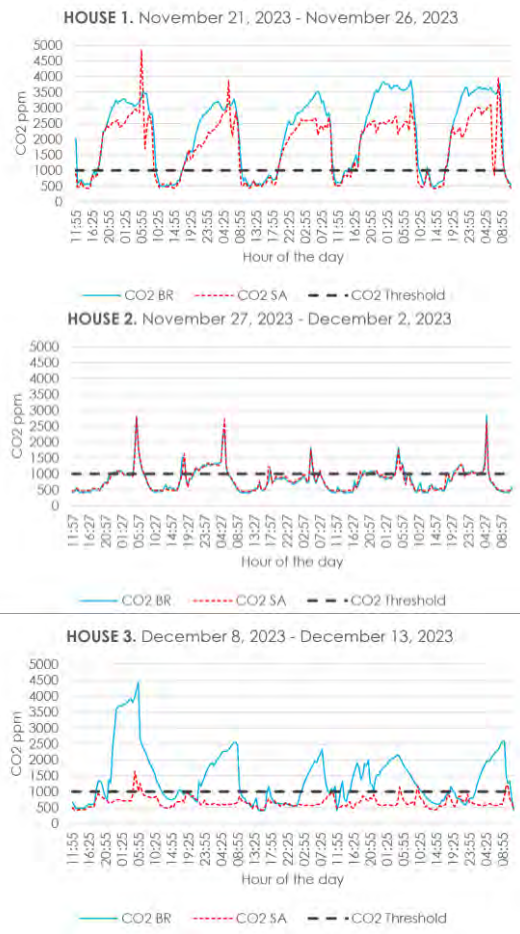 HOUSE 1. November 21, 2023 - November 26, 2023
CO2 ppm
5000
4500
4000
3500
3000
2500
2000
1500
1000
500
0
11:55 16:25 20:55 01:25 05:55 10:25 14:55 19:25 23:55 04:25 08:55 13:25 17:55 22:25 02:55 07:25 11:55 16:25 20:55 01:25 05:55 10:25 14:55 19:25 23:55 04:25 08:55
Hour of the day
CO2 BR CO2 SA CO2 Threshold
HOUSE 2. November 27, 2023 - December 2, 2023
CO2 ppm
5000
4500
4000
3500
3000
2500
2000
1500
1000
500
0
11:57 16:27 20:57 01:27 05:57 10:27 14:57 19:27 23:57 04:27 08:57 13:27 17:57 22:27 02:57 07:27 11:57 16:27 20:57 01:27 05:57 10:27 14:57 19:27 23:57 04:27 08:57
Hour of the day
CO2 BR CO2 SA CO2 Threshold
HOUSE 3. December 8, 2023 - December 13, 2023
CO2 ppm
5000
4500
4000
3500
3000
2500
2000
1500
1000
500
0
11:55 16:25 20:55 01:25 05:55 10:25 14:55 19:25 23:55 04:25 08:55 13:25 17:55 22:25 02:55 07:25 11:55 16:25 20:55 01:25 05:55 10:25 14:55 19:25 23:55 04:25 08:55
Hour of the day
CO2 BR CO2 SA CO2 Threshold